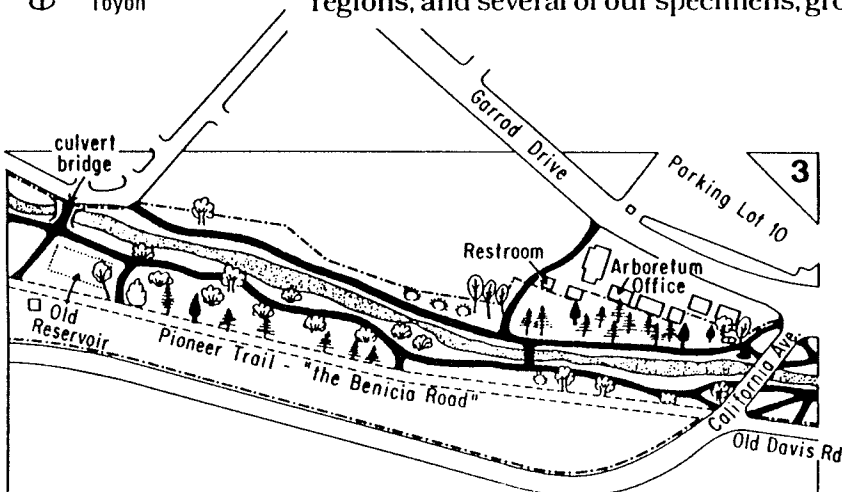 Toyon
regions, and several of our specimens, gro
culvert
bridge
Garrod Drive
Parking Lot 10
3
Restroom
Arboretum
Office
Old
Reservoir
Pioneer Trail - "the Benicia Road"
California Ave.
Old Davis Rd